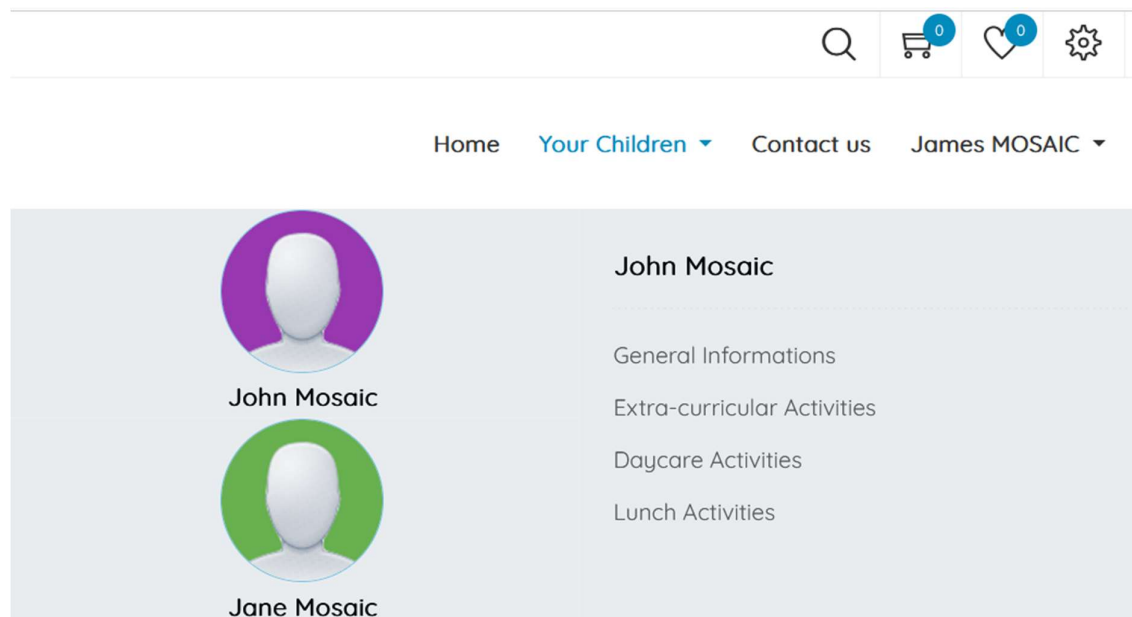 0
0
Home Your Children Contact us James MOSAIC
John Mosaic
John Mosaic
General Informations
Extra-curricular Activities
Daycare Activities
Lunch Activities
Jane Mosaic